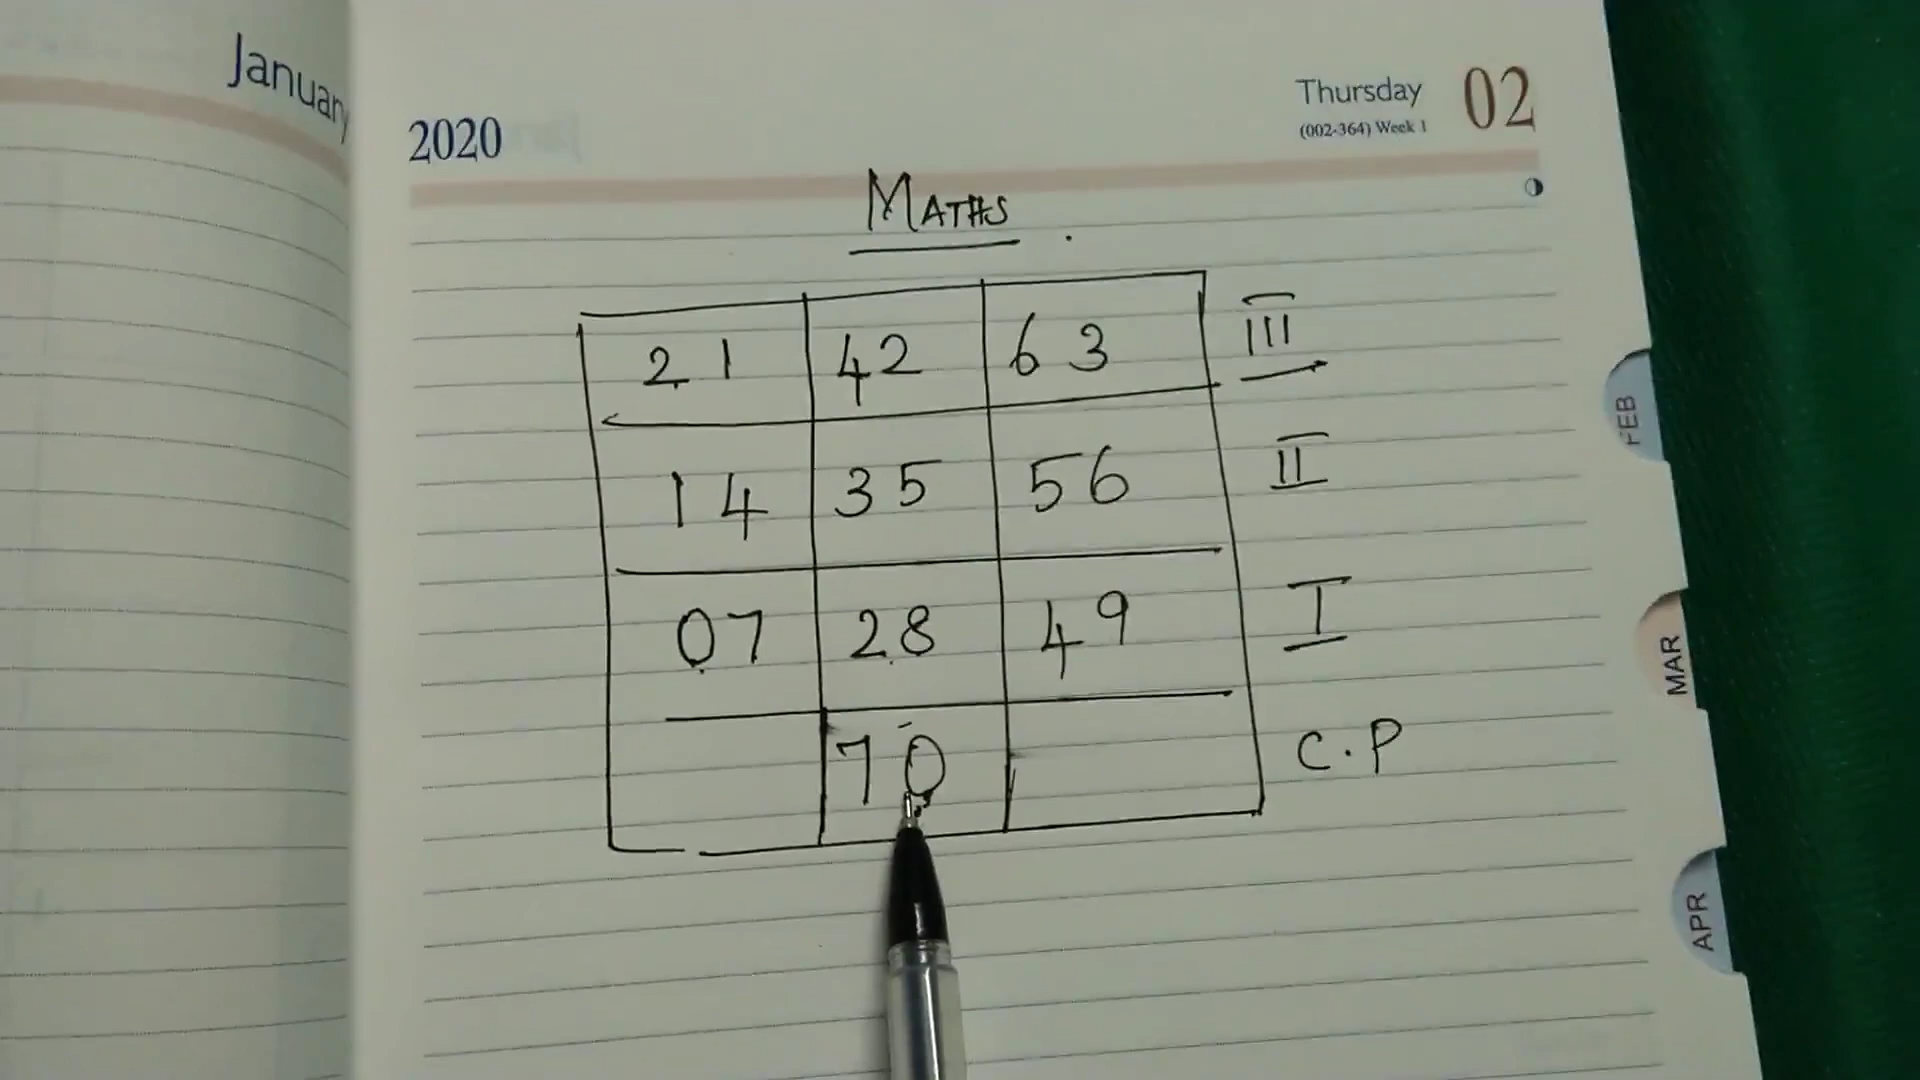 January
2020
Thursday 02
(002-364) Week 1
MATHS
21 42 63 III
14 35 56 II
07 28 49 I
70 C.P
FEB
MAR
APR